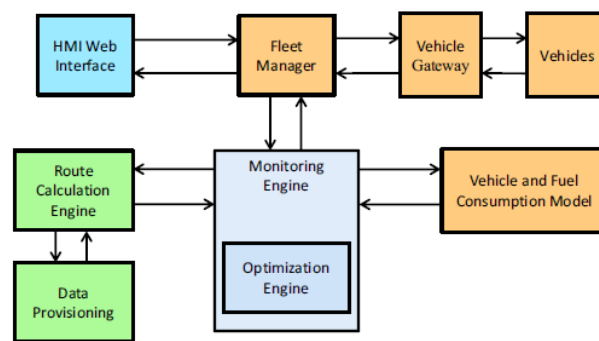 HMI Web
Interface
Fleet
Manager
Vehicle
Gateway
Vehicles
Route
Calculation
Engine
Monitoring
Engine
Vehicle and Fuel
Consumption Model
Optimization
Engine
Data
Provisioning